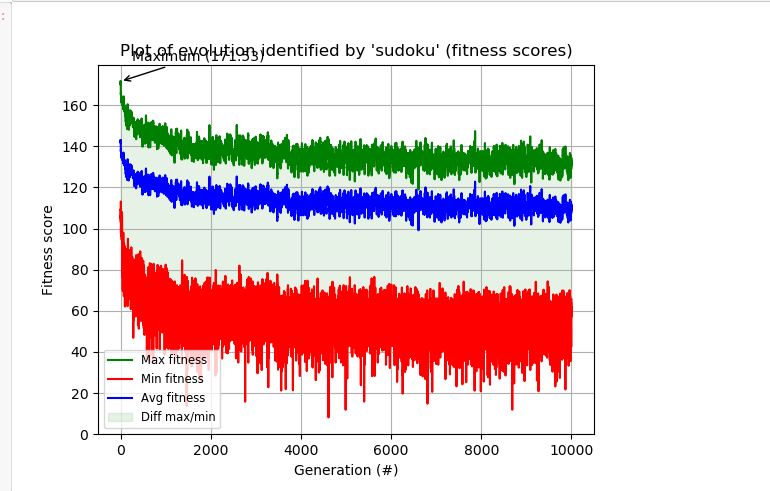 :
Plot of evolution identified by 'sudoku' (fitness scores)
Maximum (171.53)
Fitness score
160
140
120
100
80
60
40
20
0
Max fitness
Min fitness
Avg fitness
Diff max/min
0 2000 4000 6000 8000 10000
Generation (#)